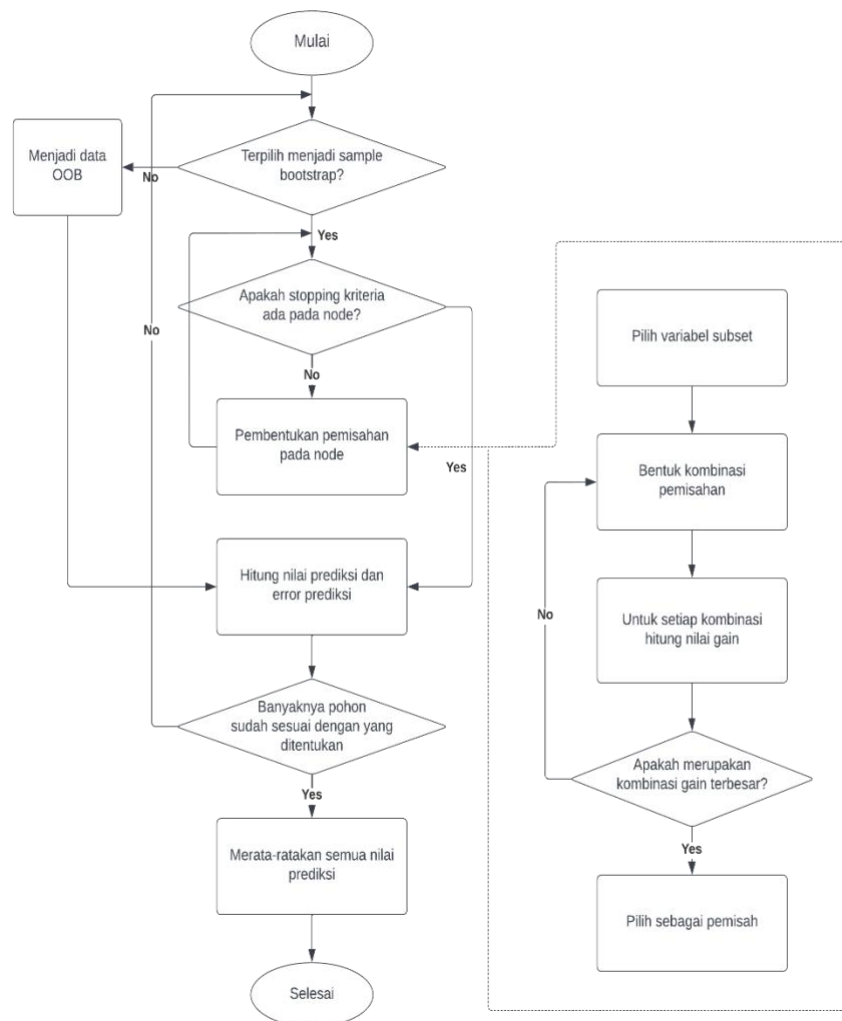 Mulai
Terpilih menjadi sample
bootstrap?
No
Menjadi data
OOB
Yes
Apakah stopping kriteria
ada pada node?
No
Yes
Pembentukan pemisahan
pada node
Hitung nilai prediksi dan
error prediksi
Banyaknya pohon
sudah sesuai dengan yang
ditentukan
No
Yes
Merata-ratakan semua nilai
prediksi
Selesai
Pilih variabel subset
Bentuk kombinasi
pemisahan
Untuk setiap kombinasi
hitung nilai gain
Apakah merupakan
kombinasi gain terbesar?
No
Yes
Pilih sebagai pemisah